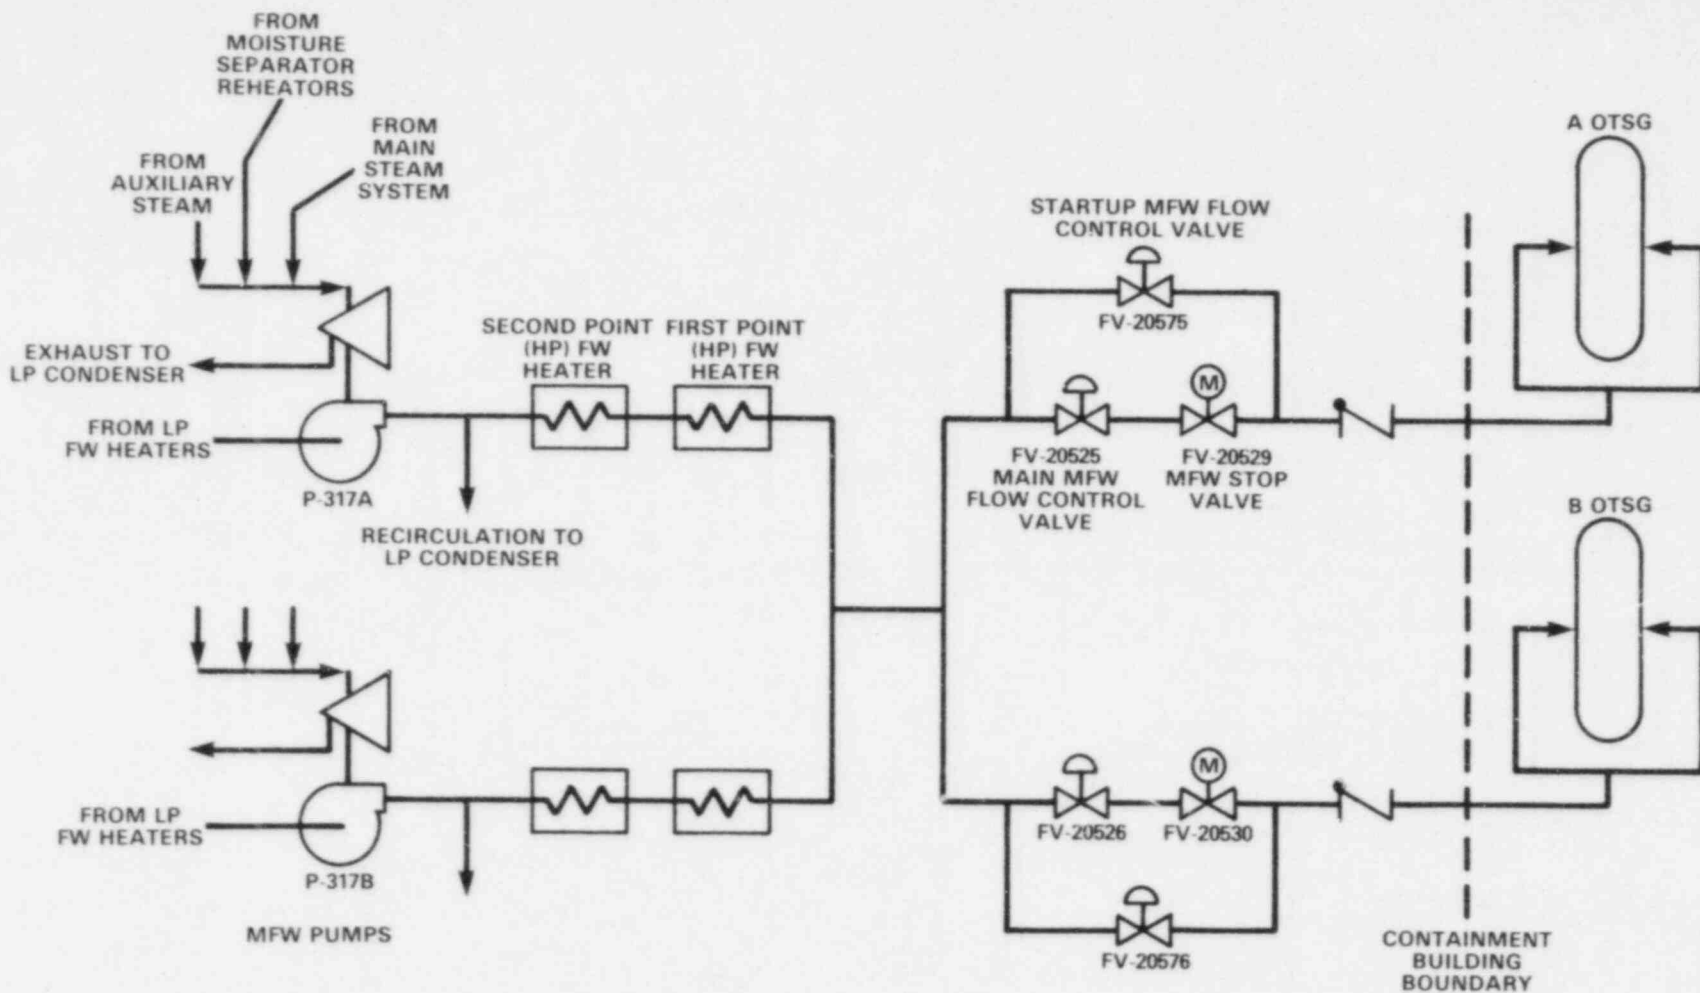 FROM
MOISTURE
SEPARATOR
REHEATORS
FROM
MAIN
STEAM
SYSTEM
FROM
AUXILIARY
STEAM
EXHAUST TO
LP CONDENSER
FROM LP
FW HEATERS
P-317A
SECOND POINT
(HP) FW
HEATER
FIRST POINT
(HP) FW
HEATER
RECIRCULATION TO
LP CONDENSER
STARTUP MFW FLOW
CONTROL VALVE
FV-20575
M
FV-20525
MAIN MFW
FLOW CONTROL
VALVE
FV-20529
MFW STOP
VALVE
A OTSG
B OTSG
FROM LP
FW HEATERS
P-317B
MFW PUMPS
M
FV-20526
FV-20530
FV-20576
CONTAINMENT
BUILDING
BOUNDARY